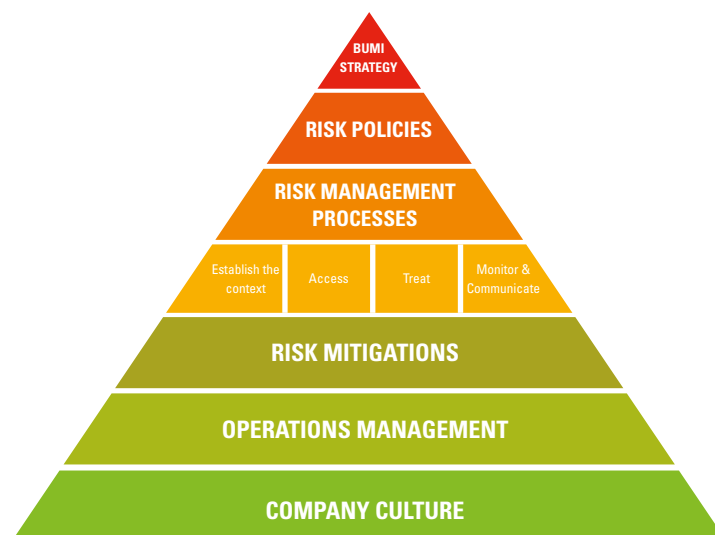 BUMI
STRATEGY
RISK POLICIES
RISK MANAGEMENT
PROCESSES
Establish the
context
Access
Treat
Monitor &
Communicate
RISK MITIGATIONS
OPERATIONS MANAGEMENT
COMPANY CULTURE